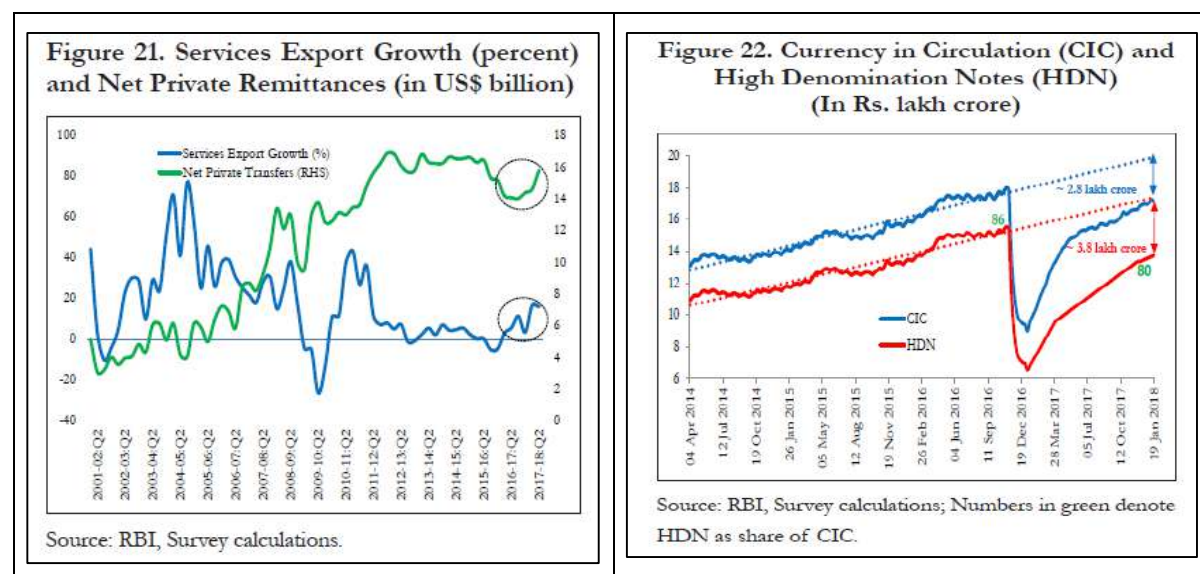 Figure 21. Services Export Growth (percent)
and Net Private Remittances (in US$ billion)
100
80
60
40
20
0
-20
-40
18
16
14
12
10
8
6
4
2
0
Services Export Growth (%)
Net Private Transfers (RHS)
2001-02:Q2
2002-03:Q2
2003-04:Q2
2004-05:Q2
2005-06:Q2
2006-07:Q2
2007-08:Q2
2008-09:Q2
2009-10:Q2
2010-11:Q2
2011-12:Q2
2012-13:Q2
2013-14:Q2
2014-15:Q2
2015-16:Q2
2016-17:Q2
2017-18:Q2
Source: RBI, Survey calculations.
Figure 22. Currency in Circulation (CIC) and
High Denomination Notes (HDN)
(In Rs. lakh crore)
20
18
16
14
12
10
8
6
~ 2.8 lakh crore
86
~ 3.8 lakh crore
80
CIC
HDN
04 Apr 2014
12 Jul 2014
19 Oct 2014
26 Jan 2015
05 May 2015
12 Aug 2015
19 Nov 2015
26 Feb 2016
04 Jun 2016
11 Sep 2016
19 Dec 2016
28 Mar 2017
05 Jul 2017
12 Oct 2017
19 Jan 2018
Source: RBI, Survey calculations; Numbers in green denote
HDN as share of CIC.